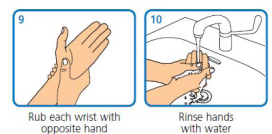 9
10
Rub each wrist with
opposite hand
Rinse hands
with water